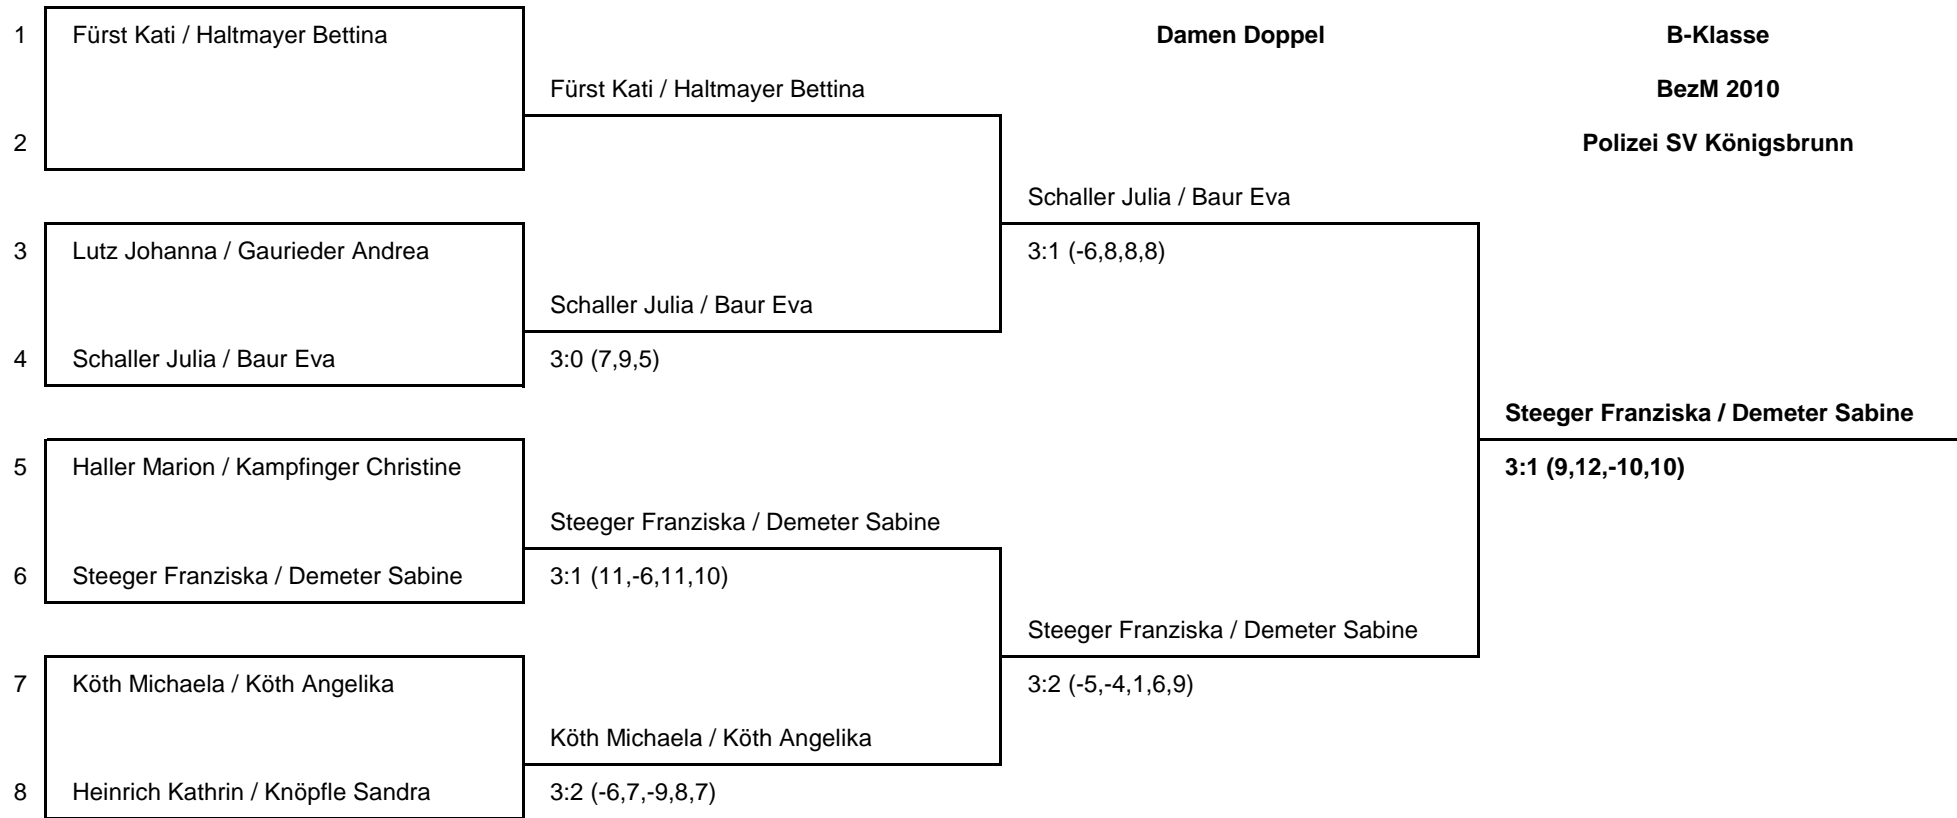 1 Fürst Kati / Haltmayer Bettina Damen Doppel B-Klasse
Fürst Kati / Haltmayer Bettina BezM 2010
2 Polizei SV Königsbrunn
Schaller Julia / Baur Eva
3 Lutz Johanna / Gaurieder Andrea 3:1 (-6,8,8,8)
Schaller Julia / Baur Eva
4 Schaller Julia / Baur Eva 3:0 (7,9,5)
Steeger Franziska / Demeter Sabine
5 Haller Marion / Kampfinger Christine 3:1 (9,12,-10,10)
Steeger Franziska / Demeter Sabine
6 Steeger Franziska / Demeter Sabine 3:1 (11,-6,11,10)
Steeger Franziska / Demeter Sabine
7 Köth Michaela / Köth Angelika 3:2 (-5,-4,1,6,9)
Köth Michaela / Köth Angelika
8 Heinrich Kathrin / Knöpfle Sandra 3:2 (-6,7,-9,8,7)